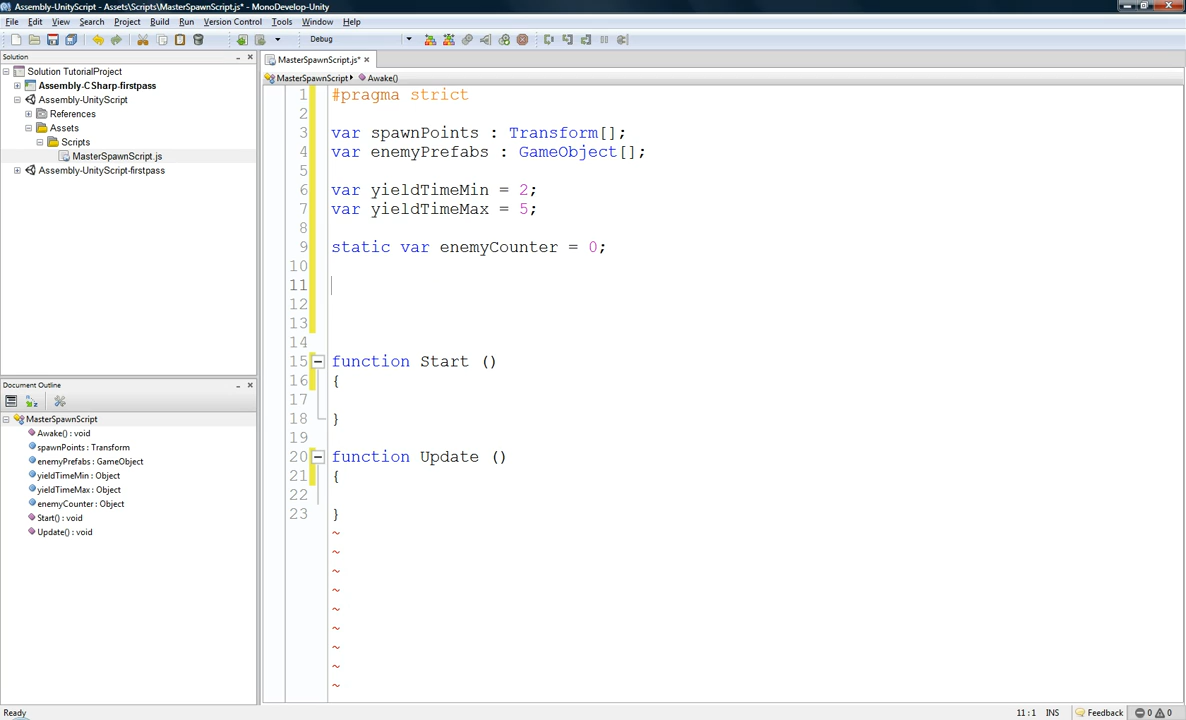 Assembly-UnityScript - Assets\Scripts\MasterSpawnScript.js* - MonoDevelop-Unity
File Edit View Search Project Build Run Version Control Tools Window Help
Debug
Solution
Solution TutorialProject
Assembly-CSharp-firstpass
Assembly-UnityScript
References
Assets
Scripts
MasterSpawnScript.js
Assembly-UnityScript-firstpass
Document Outline
MasterSpawnScript
Awake() : void
spawnPoints : Transform
enemyPrefabs : GameObject
yieldTimeMin : Object
yieldTimeMax : Object
enemyCounter : Object
Start() : void
Update() : void
MasterSpawnScript.js*
MasterSpawnScript Awake()
1 #pragma strict
2
3 var spawnPoints : Transform[];
4 var enemyPrefabs : GameObject[];
5
6 var yieldTimeMin = 2;
7 var yieldTimeMax = 5;
8
9 static var enemyCounter = 0;
10
11
12
13
14
15 function Start ()
16 {
17
18 }
19
20 function Update ()
21 {
22
23 }
~
~
~
~
~
~
~
~
~
Ready 11 : 1 INS Feedback 0 0